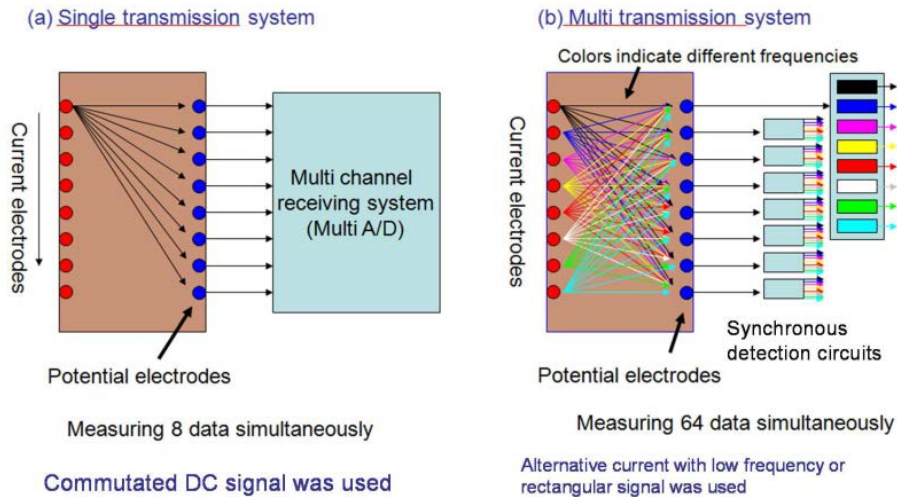 (a) Single transmission system
Current electrodes
Multi channel
receiving system
(Multi A/D)
Potential electrodes
Measuring 8 data simultaneously
Commutated DC signal was used
(b) Multi transmission system
Colors indicate different frequencies
Current electrodes
Synchronous
detection circuits
Potential electrodes
Measuring 64 data simultaneously
Alternative current with low frequency or
rectangular signal was used